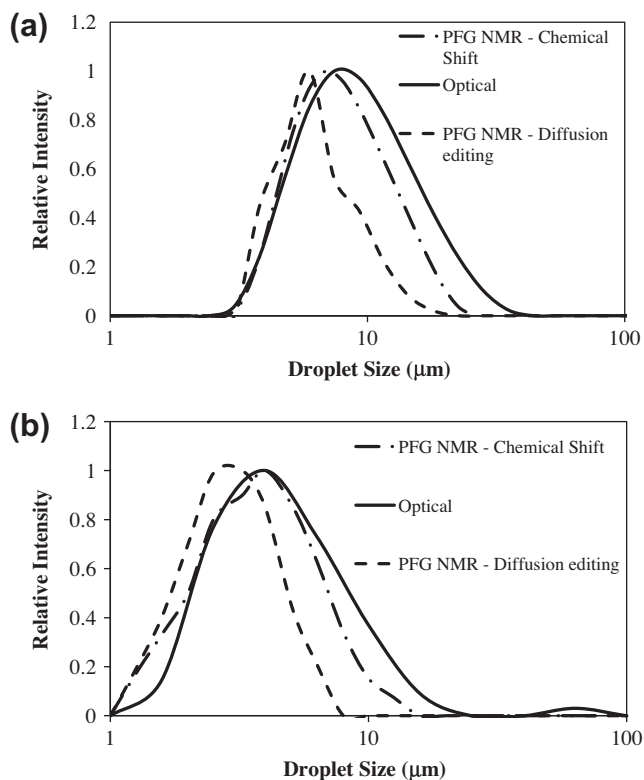 (a)
1.2
1
0.8
0.6
0.4
0.2
0
Relative Intensity
PFG NMR - Chemical
Shift
Optical
PFG NMR - Diffusion
editing
1
10
100
Droplet Size (μm)
(b)
1.2
1
0.8
0.6
0.4
0.2
0
Relative Intensity
PFG NMR - Chemical Shift
Optical
PFG NMR - Diffusion editing
1
10
100
Droplet Size (μm)